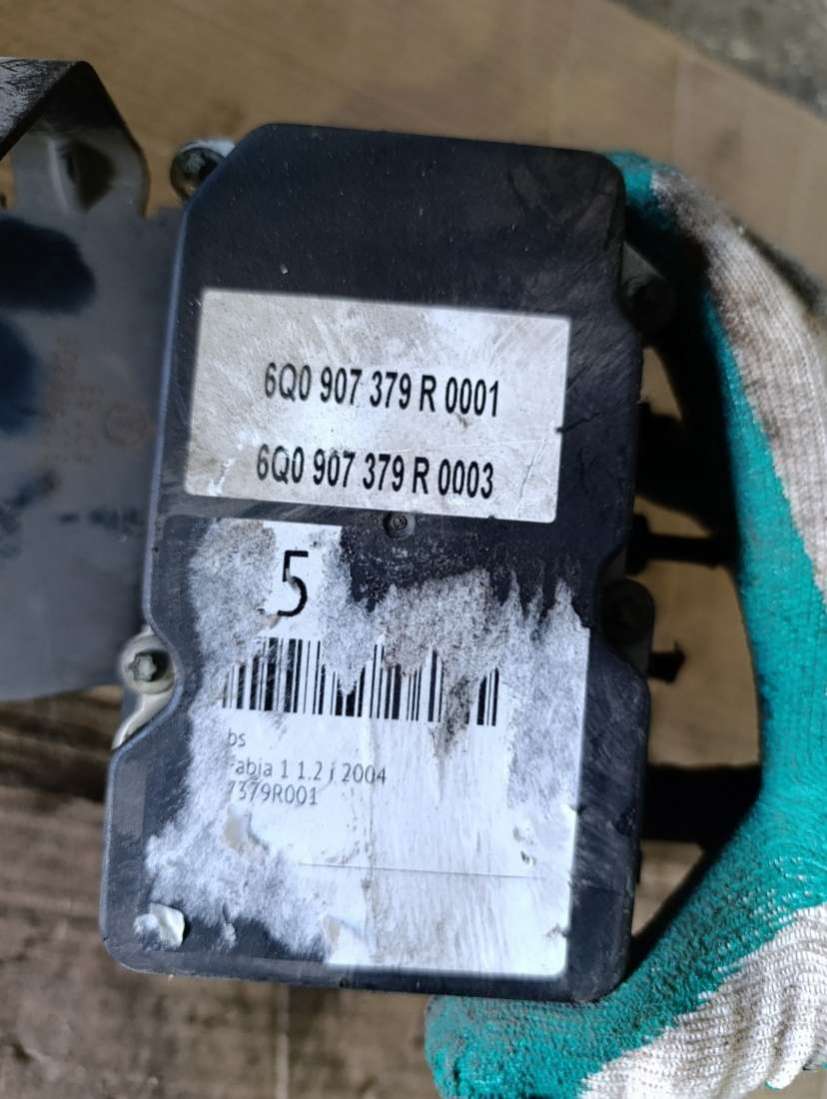 6Q0 907 379 R 0001
6Q0 907 379 R 0003
5
bs
abia 1 1.2 i 2004
7379R001